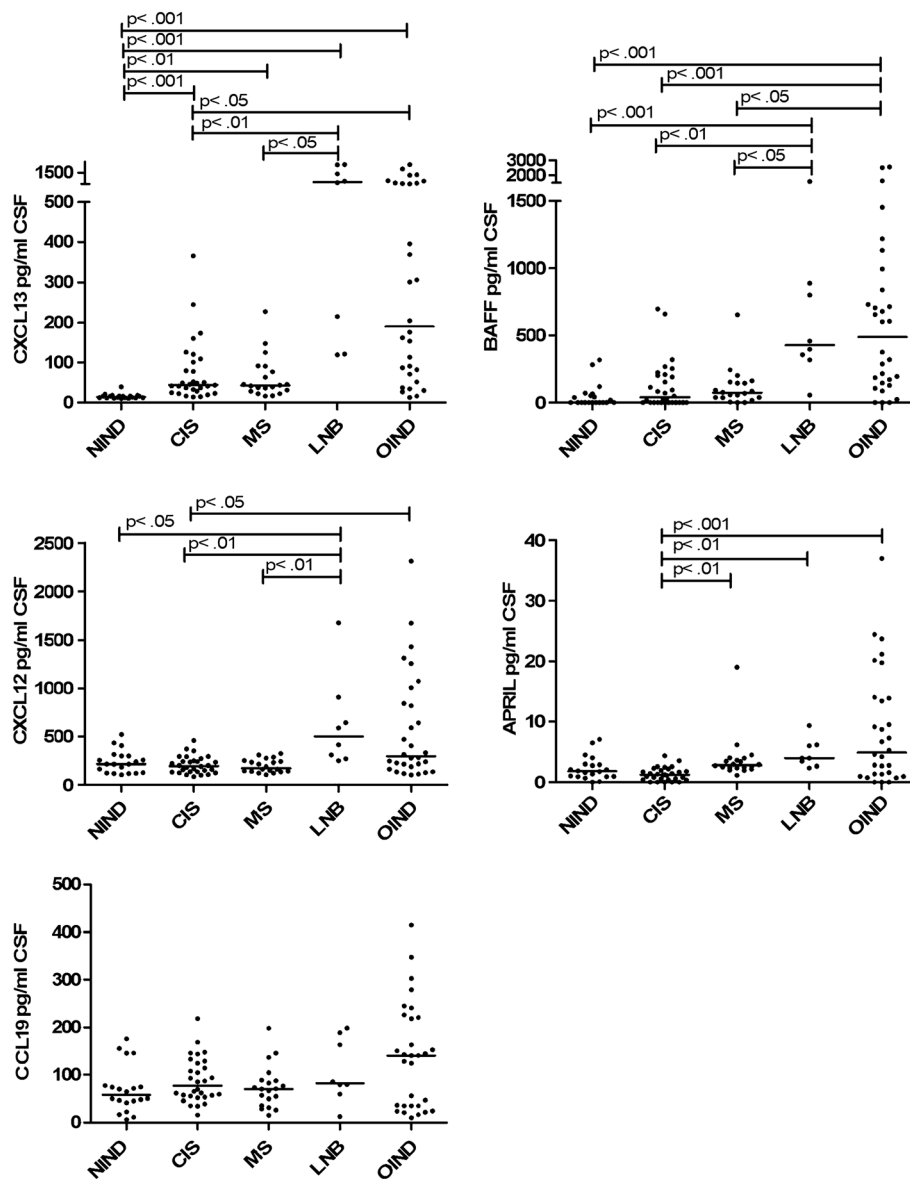 p< .001
p< .001
p< .01
p< .001
p< .05
p< .01
p< .05
CXCL13 pg/ml CSF
1500
500
400
300
200
100
0
NIND CIS MS LNB OIND
p< .001
p< .001
p< .05
p< .001
p< .01
p< .05
BAFF pg/ml CSF
3000
2000
1500
1000
500
0
NIND CIS MS LNB OIND
p< .05
p< .05
p< .01
p< .01
CXCL12 pg/ml CSF
2500
2000
1500
1000
500
0
NIND CIS MS LNB OIND
p< .001
p< .01
p< .01
APRIL pg/ml CSF
40
30
20
10
0
NIND CIS MS LNB OIND
CCL19 pg/ml CSF
500
400
300
200
100
0
NIND CIS MS LNB OIND